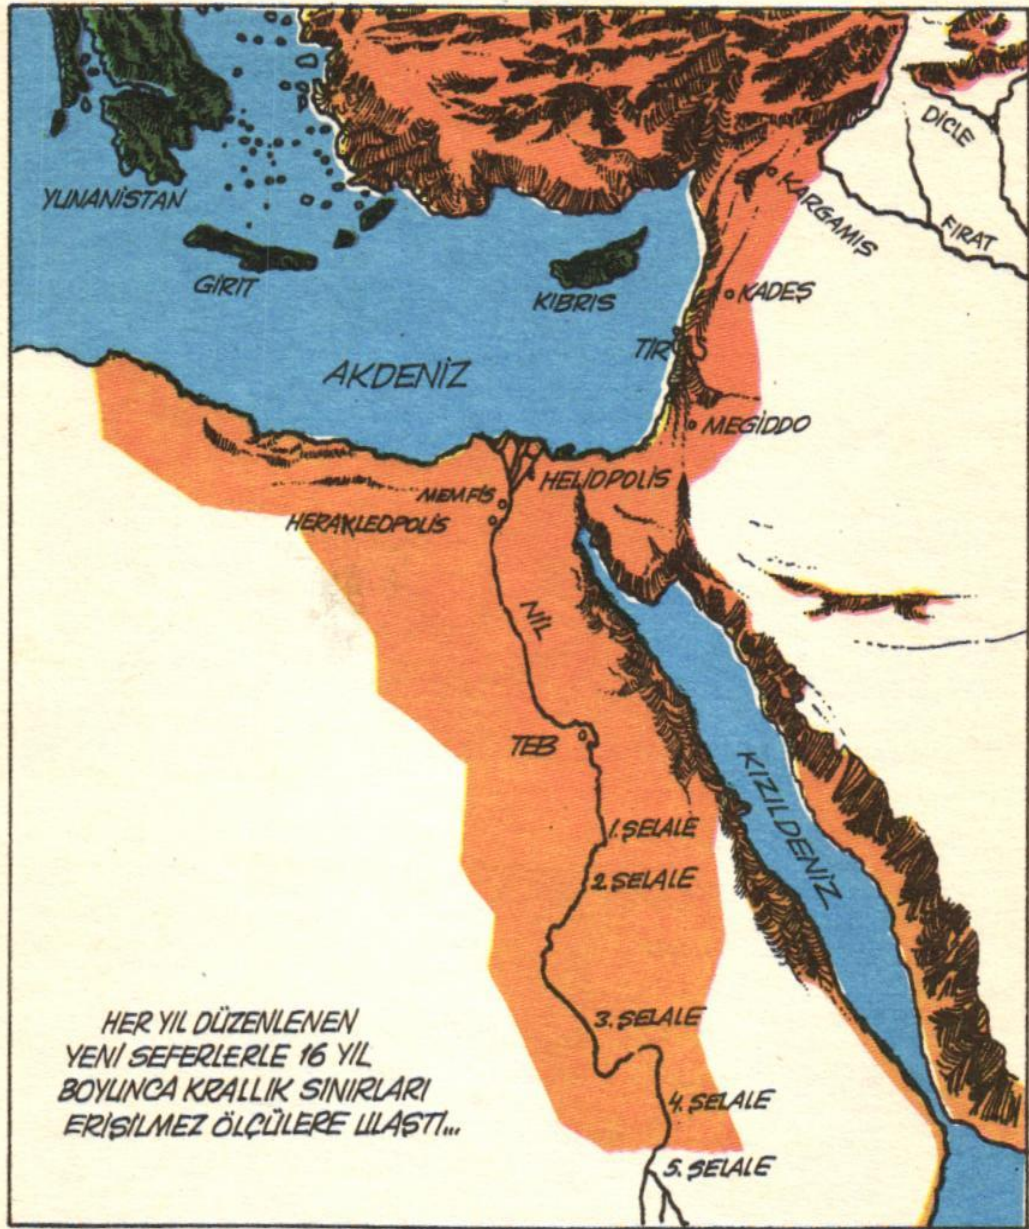 DİCLE
YUNANİSTAN
KARGAMIŞ
FIRAT
GİRİT
KIBRIS
KADEŞ
TİR
AKDENİZ
MEGİDDO
HELİOPOLİS
MEMFİS
HERAKLEOPOLİS
NİL
TEB
KIZILDENİZ
1. ŞELALE
2. ŞELALE
3. ŞELALE
HER YIL DÜZENLENEN
YENİ SEFERLERLE 16 YIL
BOYUNCA KRALLIK SINIRLARI
ERİŞİLMEZ ÖLÇÜLERE ULAŞTI...
4. ŞELALE
5. ŞELALE